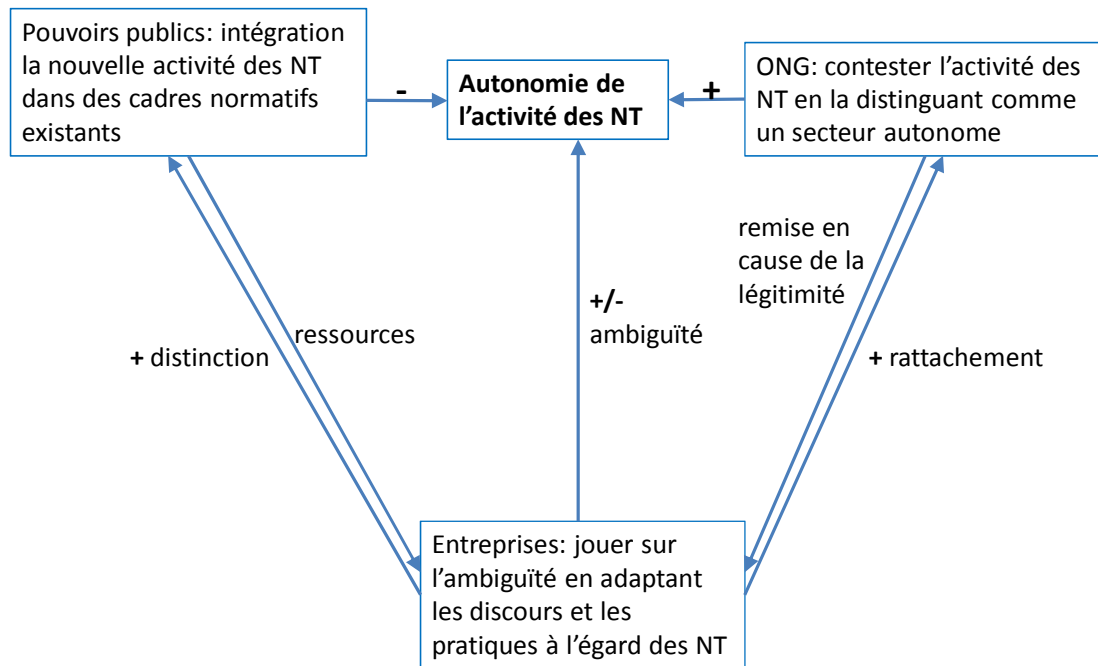 Pouvoirs publics: intégration
la nouvelle activité des NT
dans des cadres normatifs
existants
-
Autonomie de
l’activité des NT
+
ONG: contester l’activité des
NT en la distinguant comme
un secteur autonome
remise en
cause de la
légitimité
+/-
ambiguïté
ressources
+ distinction
+ rattachement
Entreprises: jouer sur
l’ambiguïté en adaptant
les discours et les
pratiques à l’égard des NT